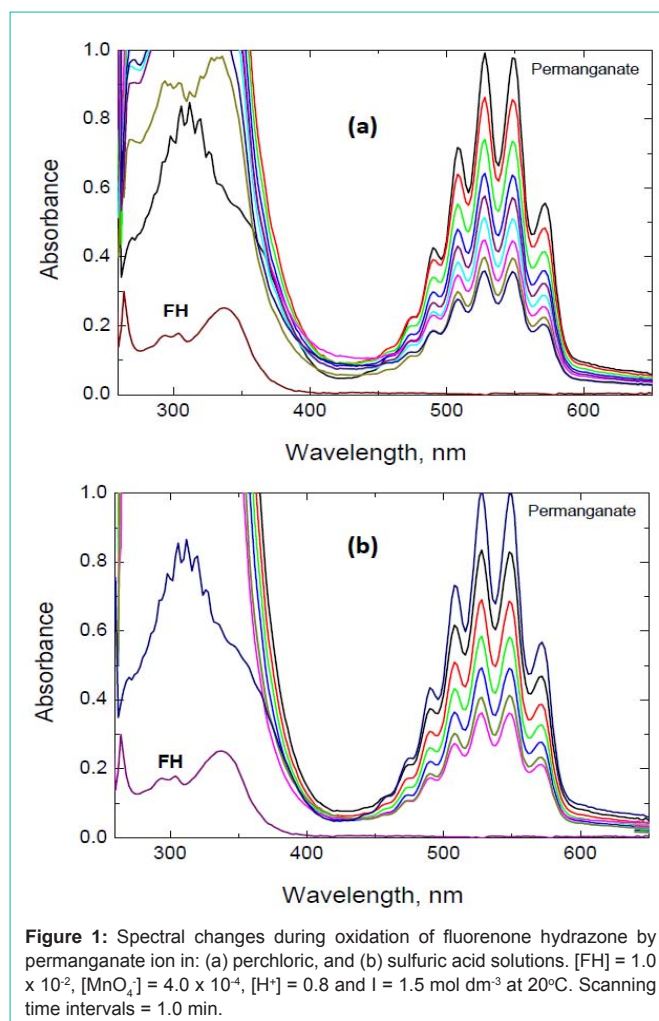 1.0
0.8
0.6
0.4
0.2
0.0
Absorbance
Permanganate
(a)
FH
300 400 500 600
Wavelength, nm
1.0
0.8
0.6
0.4
0.2
0.0
Absorbance
Permanganate
(b)
FH
300 400 500 600
Wavelength, nm
Figure 1: Spectral changes during oxidation of fluorenone hydrazone by
permanganate ion in: (a) perchloric, and (b) sulfuric acid solutions. [FH] = 1.0
x 10⁻², [MnO₄⁻] = 4.0 x 10⁻⁴, [H⁺] = 0.8 and I = 1.5 mol dm⁻³ at 20°C. Scanning
time intervals = 1.0 min.